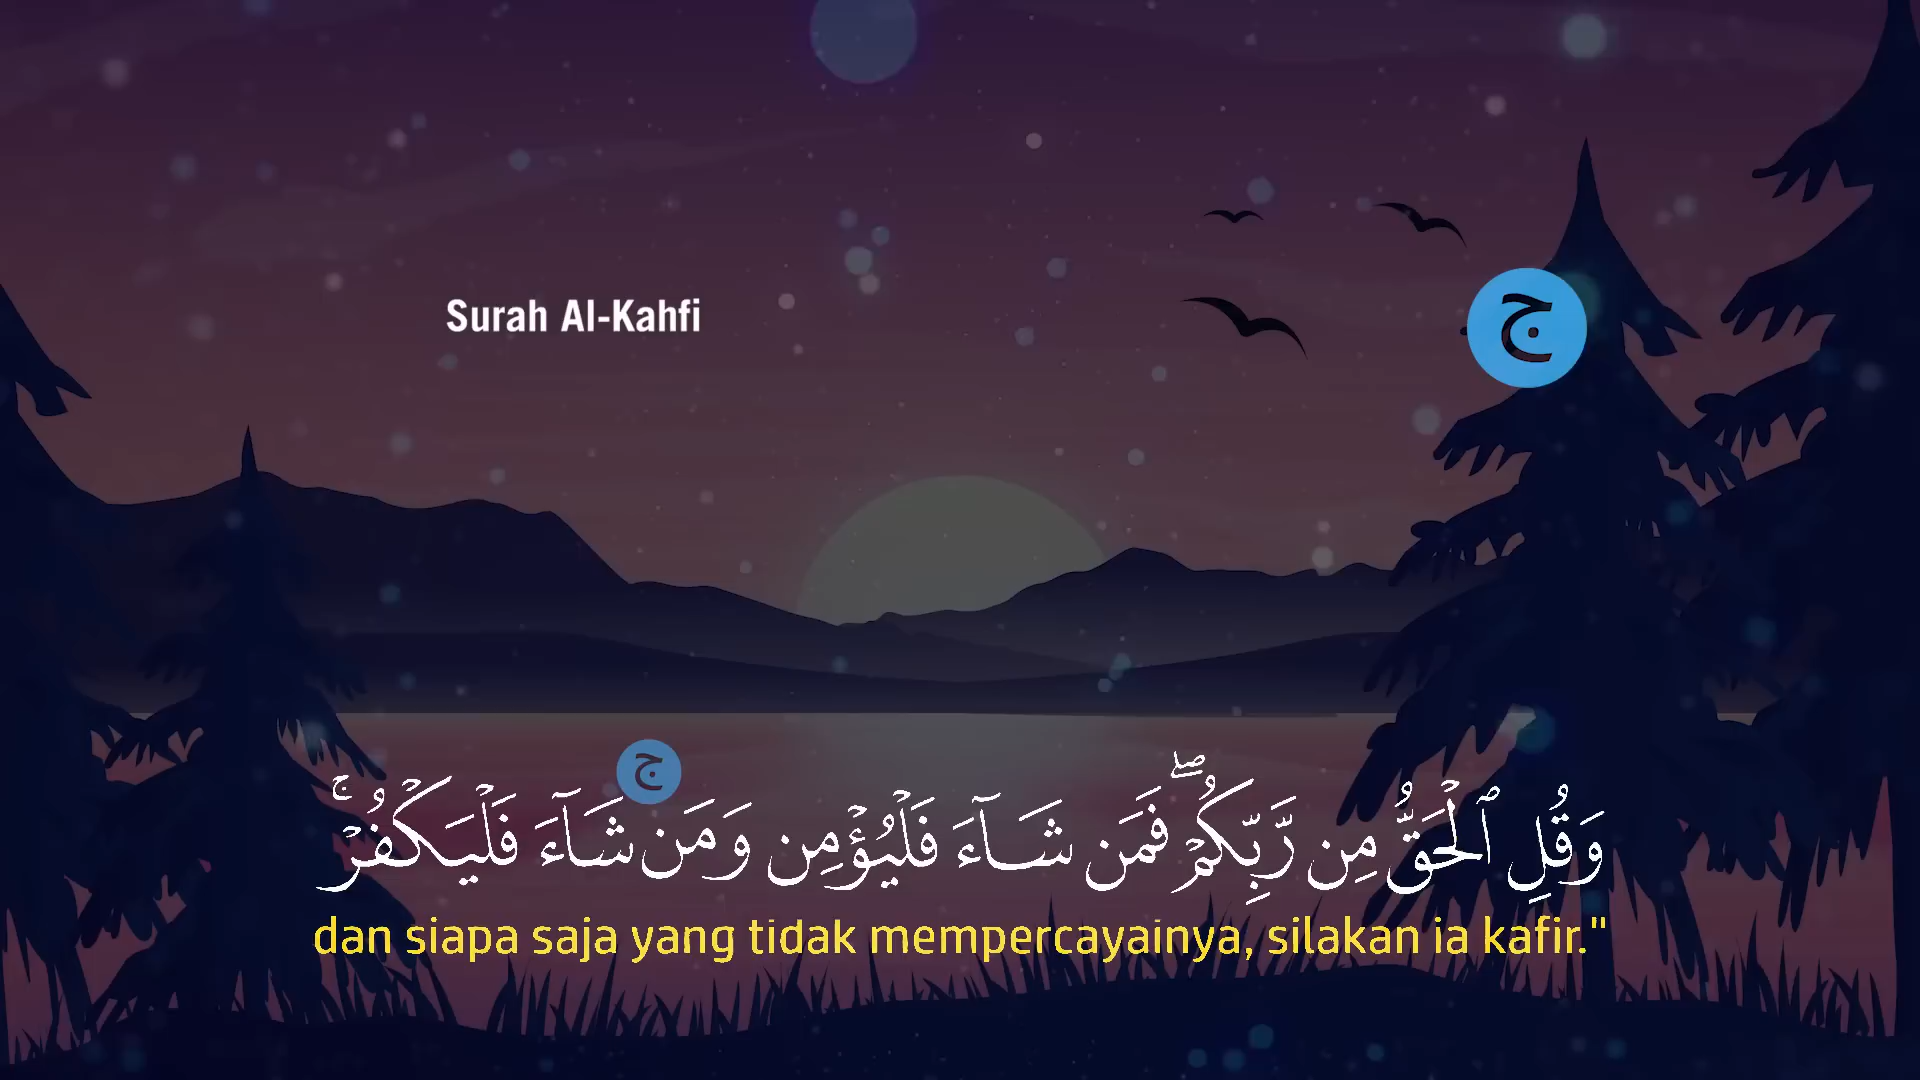 Surah Al-Kahfi
ج
ج
وَقُلِ ٱلْحَقُّ مِن رَّبِّكُمْ ۖ فَمَن شَآءَ فَلْيُؤْمِن وَمَن شَآءَ فَلْيَكْفُرْ ۚ
dan siapa saja yang tidak mempercayainya, silakan ia kafir."